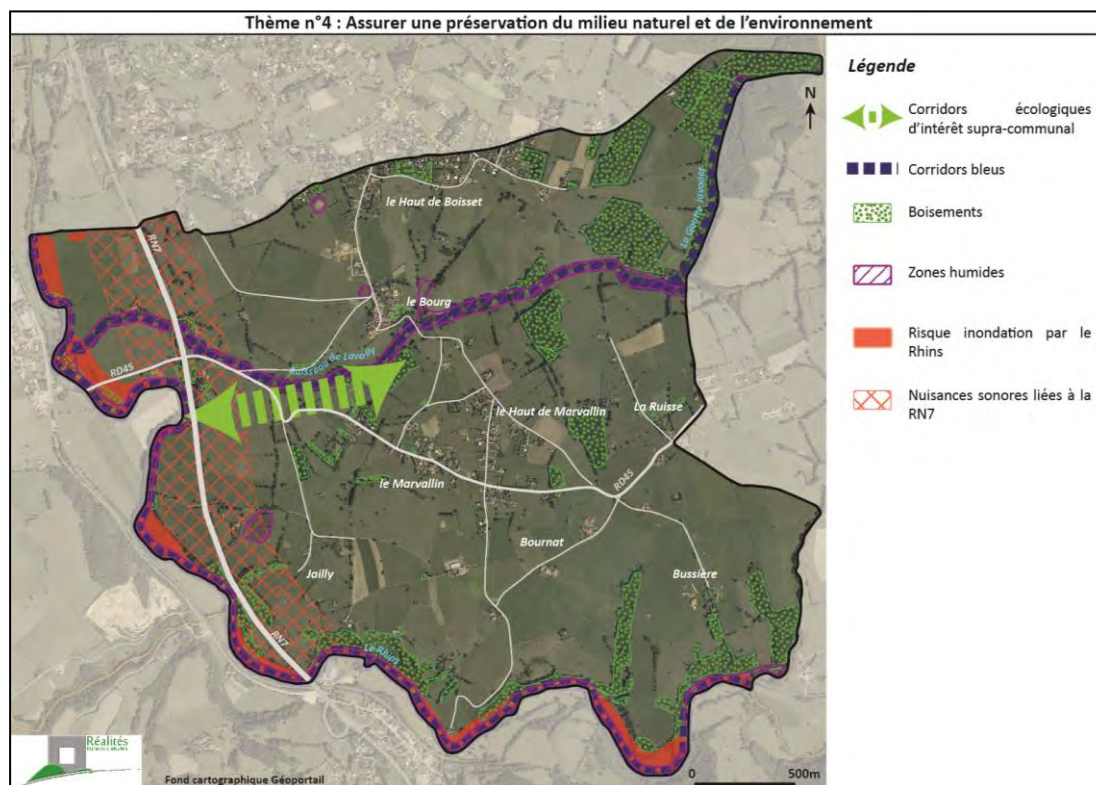 Thème n°4 : Assurer une préservation du milieu naturel et de l'environnement
Légende
N
Corridors écologiques
d'intérêt supra-communal
Corridors bleus
Boisements
Zones humides
Risque inondation par le
Rhins
Nuisances sonores liées à la
RN7
La Goutte Javodet
le Haut de Boisset
RN7
le Bourg
Ruisseau de Lavally
RD45
le Haut de Marvallin
La Ruisse
le Marvallin
RD45
Bournat
Jailly
Bussière
RN7
Le Rhins
Réalités
Fond cartographique Géoportail
0 500m